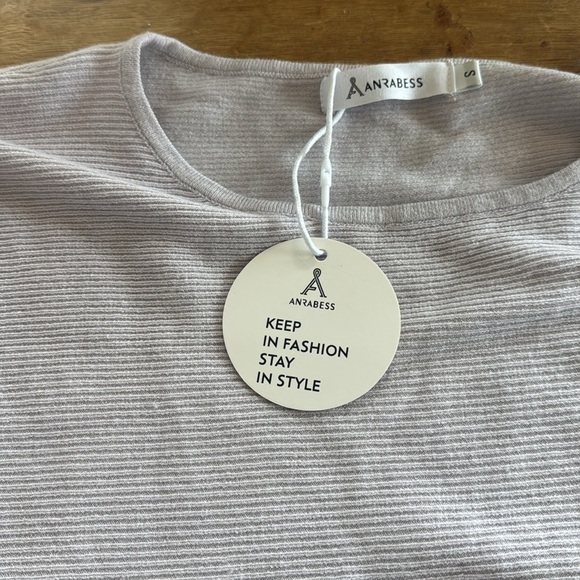 ANRABESS
S
ANRABESS
KEEP
IN FASHION
STAY
IN STYLE